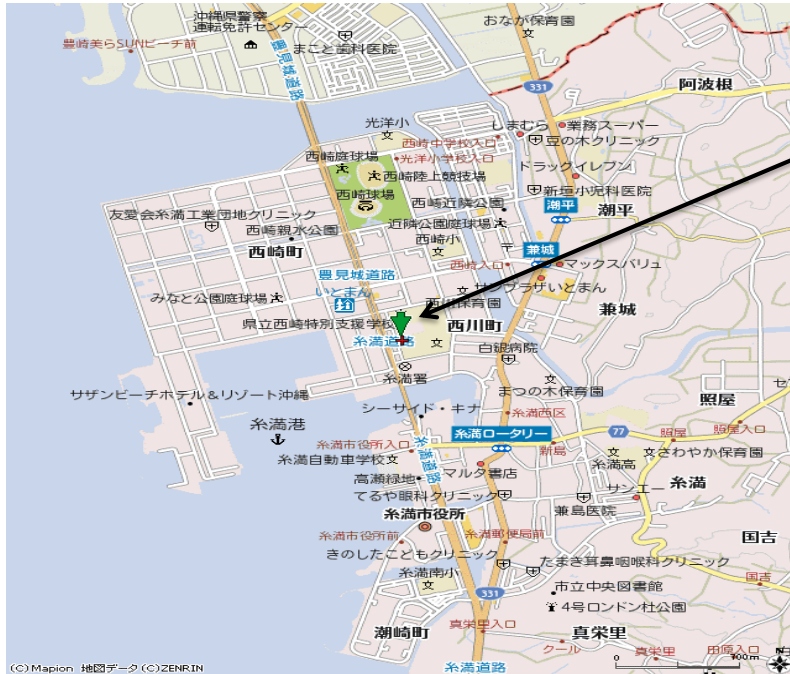 沖縄県警察
運転免許センター
豊崎美らSUNビーチ前
まこと歯科医院
おなが保育園
豊見城道路
331
阿波根
光洋小
しまむら
業務スーパー
西崎中学校入口
豆の木クリニック
西崎庭球場
光洋小学校入口
ドラッグイレブン
西崎陸上競技場
西崎球場
新垣小児科医院
西崎近隣公園
潮平
潮平
友愛会糸満工業団地クリニック
近隣公園庭球場
西崎親水公園
西崎小
西崎町
兼城
西崎入口
マックスバリュ
豊見城道路
いとまん
サンプラザいとまん
みなと公園庭球場
保育園
兼城
県立西崎特別支援学校
西川町
糸満道路
白銀病院
糸満署
まつの木保育園
サザンビーチホテル&リゾート沖縄
照屋
シーサイド・キナ
糸満西区
糸満港
糸満ロータリー
77
照屋
照屋入口
糸満市役所入口
新島
糸満道路
糸満自動車学校
糸満高
さわやか保育園
高瀬緑地
マルタ書店
糸満
てるや眼科クリニック
サンエー
兼島医院
糸満市役所
国吉
糸満市役所前
糸満郵便局前
きのしたこどもクリニック
たまき耳鼻咽喉科クリニック
糸満南小
国吉
市立中央図書館
331
4号ロンドン杜公園
潮崎町
真栄里入口
真栄里
クール
真栄里
田原入口
糸満道路
0
700m
(C)Mapion 地図データ(C)ZENRIN